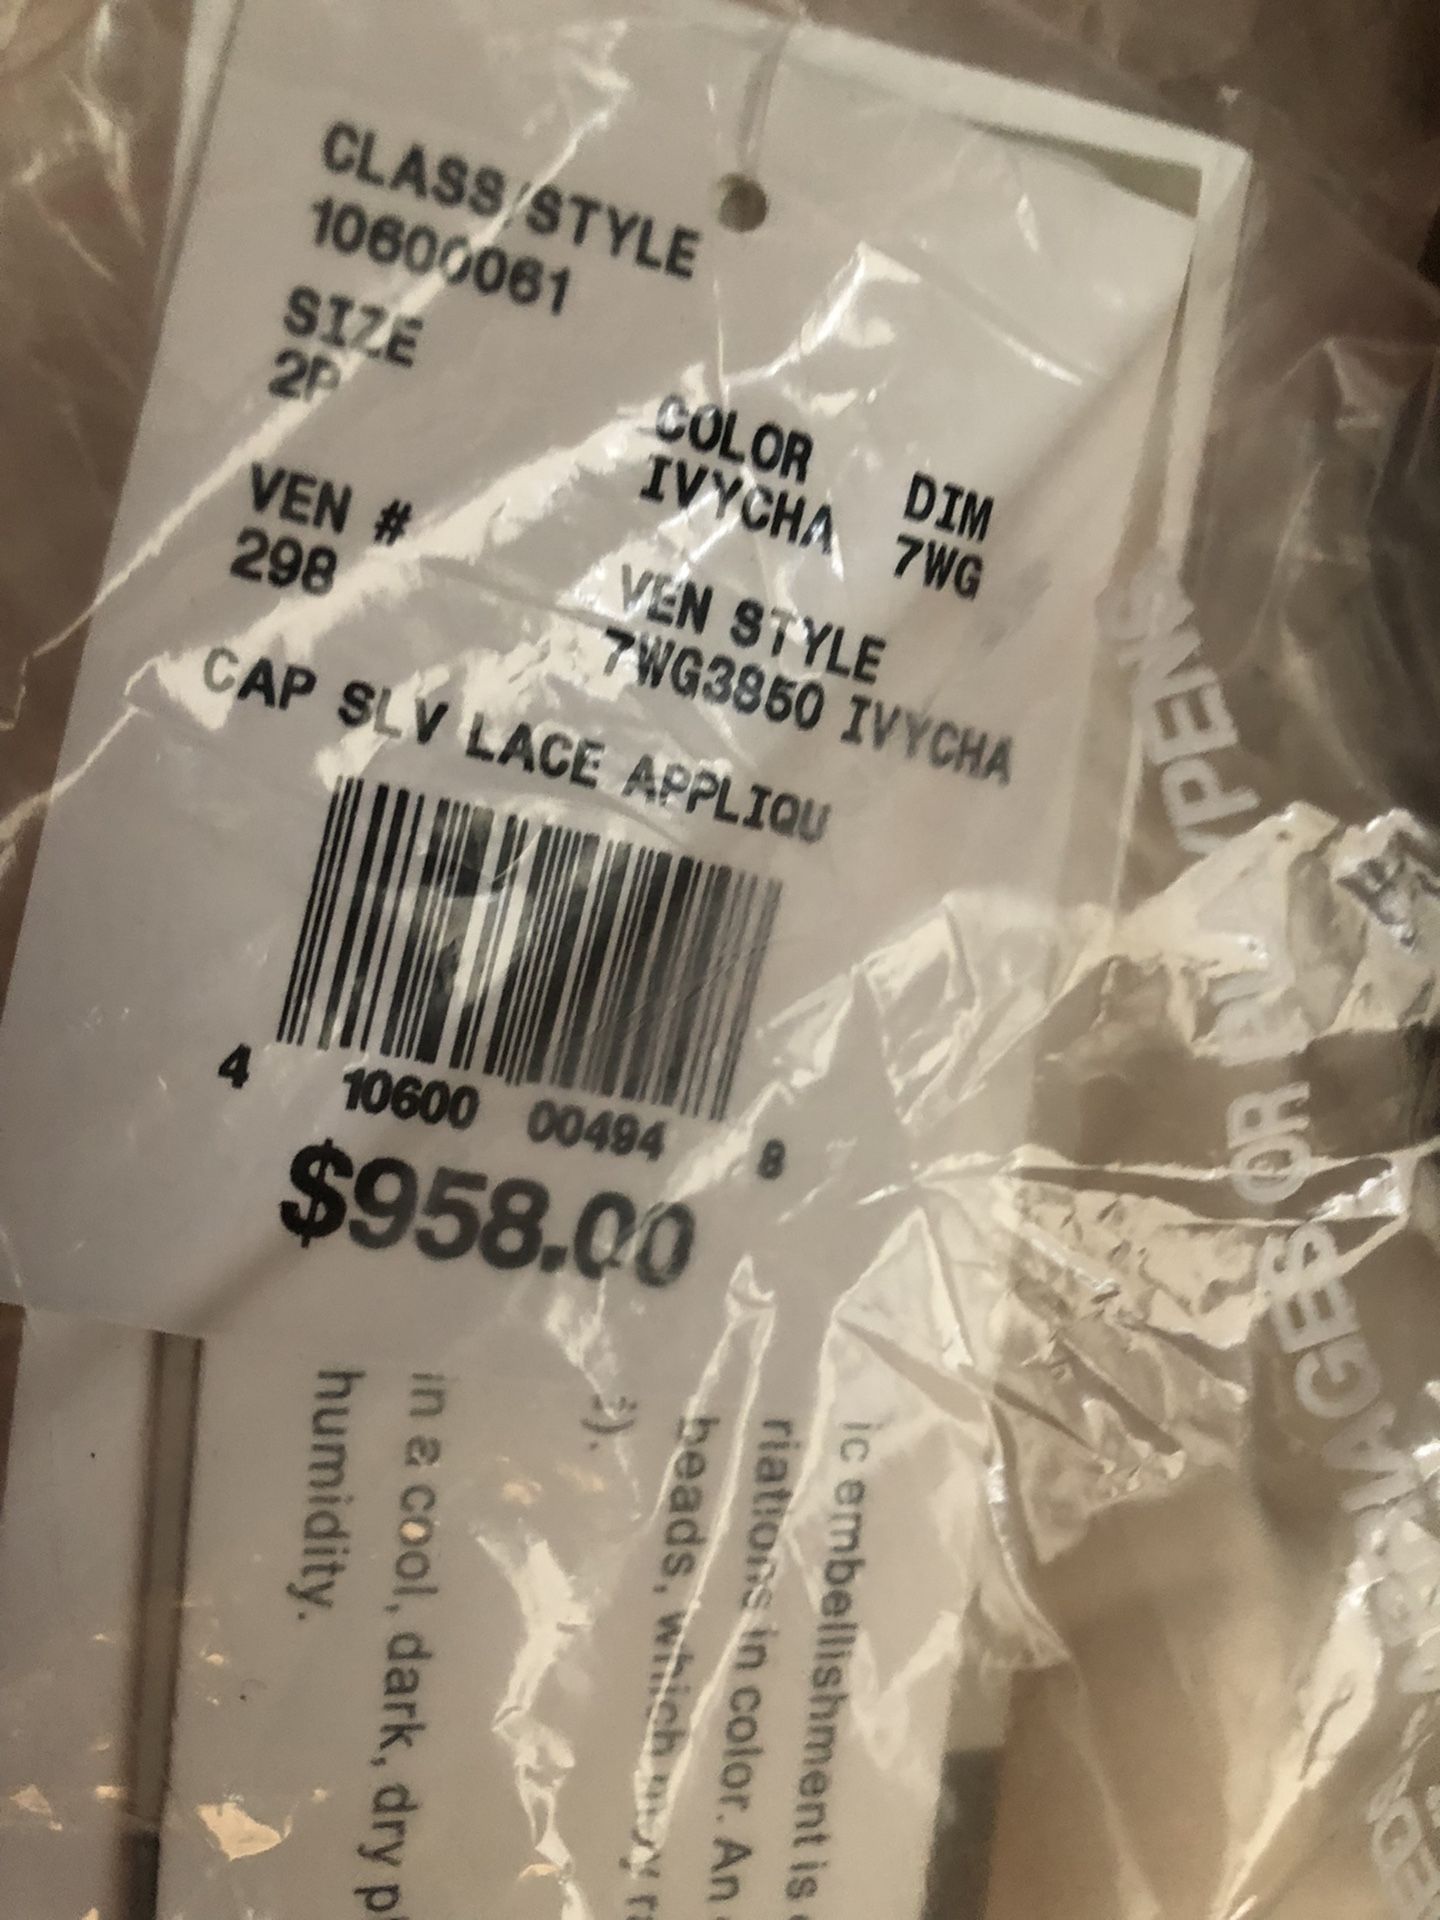 CLASS/STYLE
10600061
SIZE
2P
COLOR DIM
IVYCHA 7WG
VEN #
298
VEN STYLE
7WG3850 IVYCHA
CAP SLV LACE APPLIQU
4 10600 00494 8
$958.00
ic embellishment is
riations in color. An
beads, which may
).
in a cool, dark, dry
humidity.
OR